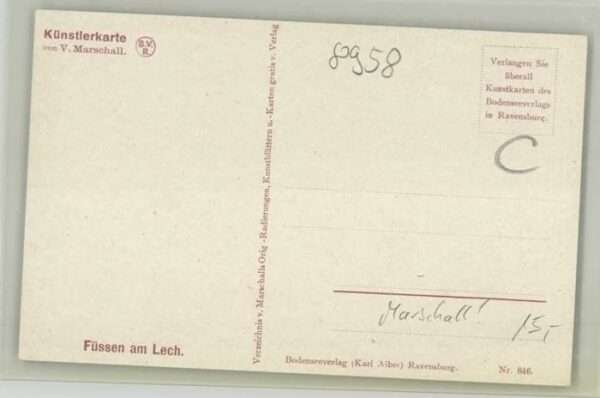 Künstlerkarte
von V. Marschall.
B.V.
R.
8958
Verlangen Sie
überall
Kunstkarten des
Bodenseeverlags
in Ravensburg.
C
Verzeichnis v. Marschalls Orig.-Radierungen, Kunstblättern u.-Karten gratis v. Verlag
Marschall!
15,-
Füssen am Lech.
Bodenseeverlag (Karl Alber) Ravensburg.
Nr. 846.